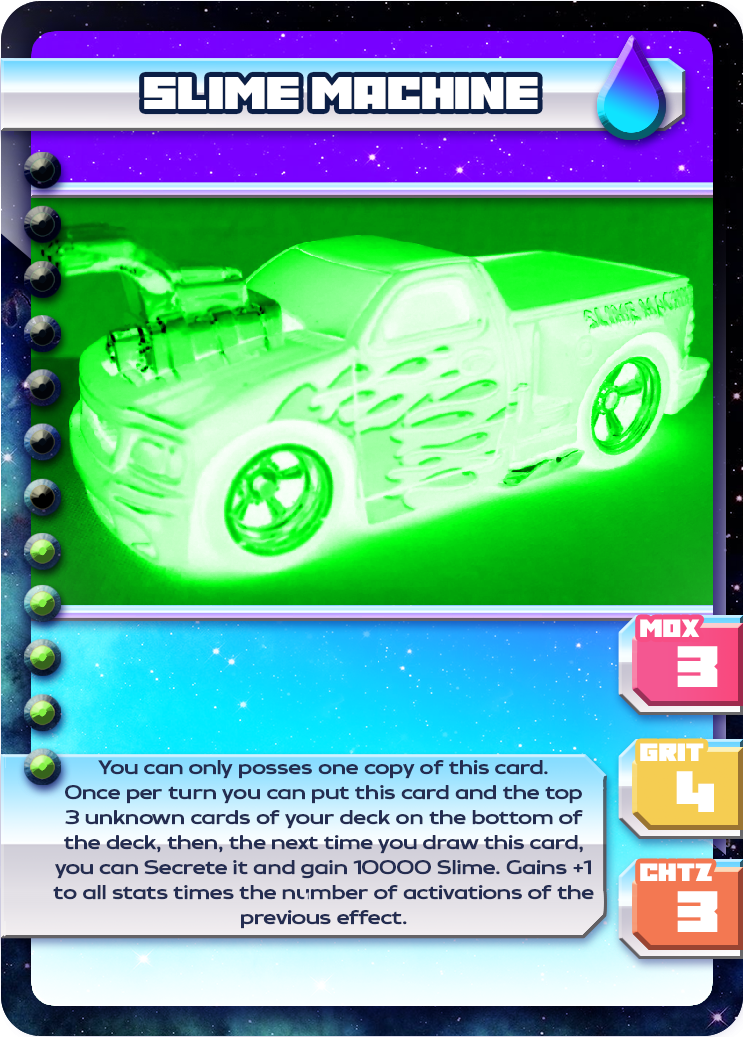 SLIME MACHINE
SLIME MACHINE
MOX
3
GRIT
4
CHTZ
3
You can only posses one copy of this card.
Once per turn you can put this card and the top
3 unknown cards of your deck on the bottom of
the deck, then, the next time you draw this card,
you can Secrete it and gain 10000 Slime. Gains +1
to all stats times the number of activations of the
previous effect.